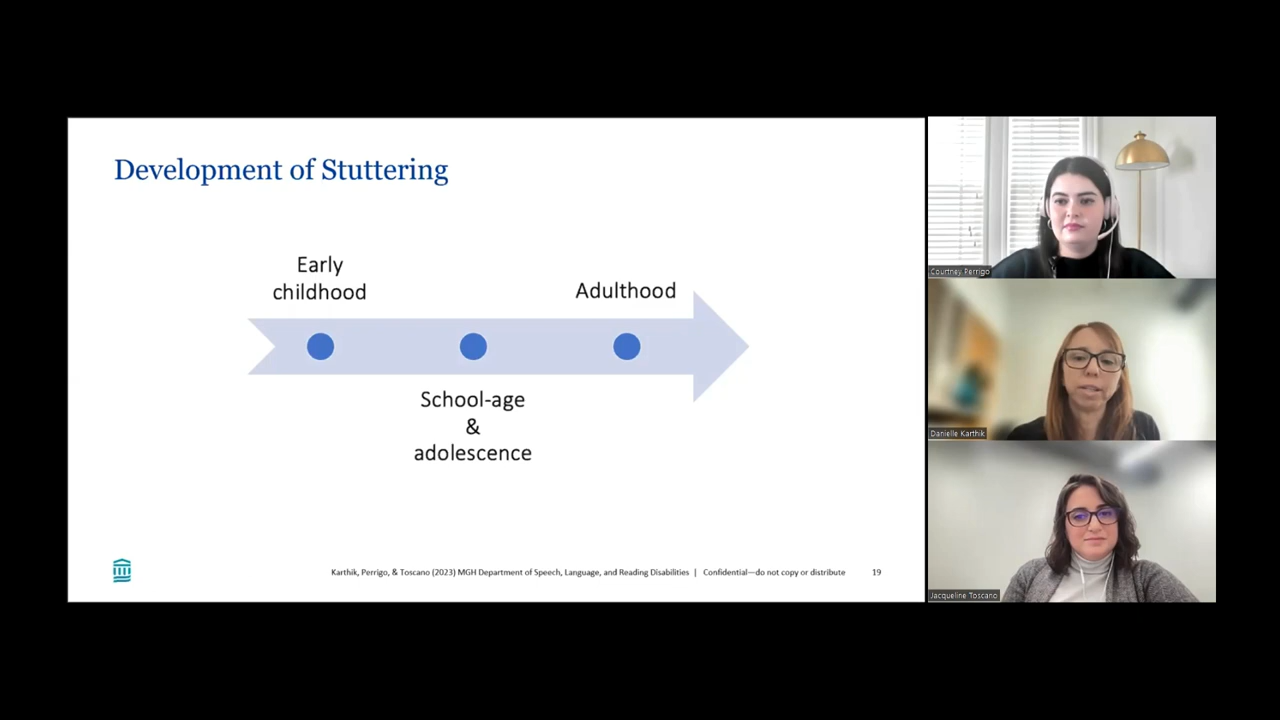 Development of Stuttering
Early
childhood
Adulthood
School-age
&
adolescence
Karthik, Perrigo, & Toscano (2023) MGH Department of Speech, Language, and Reading Disabilities | Confidential—do not copy or distribute 19
Courtney Perrigo
Danielle Karthik
Jacqueline Toscano